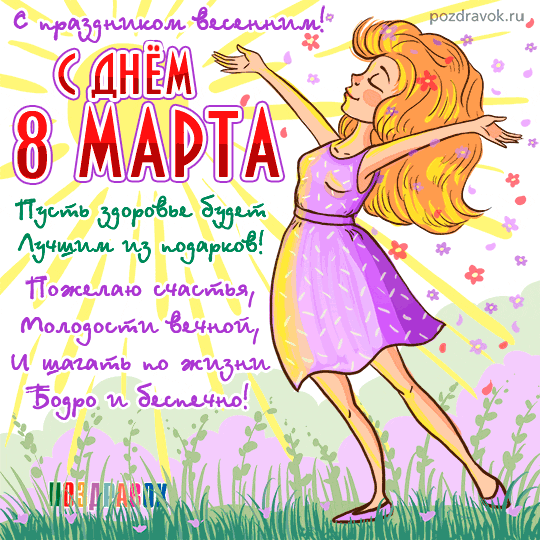 pozdravok.ru
С праздником весенним!
С ДНЁМ
8 МАРТА
Пусть здоровье будет
Лучшим из подарков!
Пожелаю счастья,
Молодости вечной,
И шагать по жизни
Бодро и беспечно!
ПОЗДРАВОК